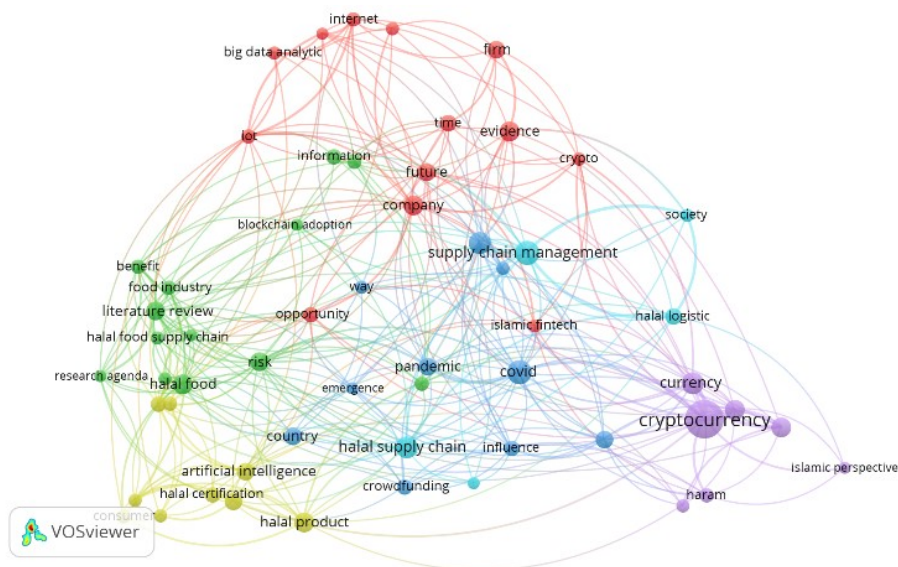 internet
big data analytic
firm
iot
time
evidence
information
crypto
future
company
society
blockchain adoption
supply chain management
benefit
food industry
way
literature review
opportunity
halal logistic
islamic fintech
halal food supply chain
risk
pandemic
covid
research agenda
halal food
emergence
currency
cryptocurrency
country
halal supply chain
influence
artificial intelligence
islamic perspective
crowdfunding
halal certification
haram
consumer
halal product
VOSviewer